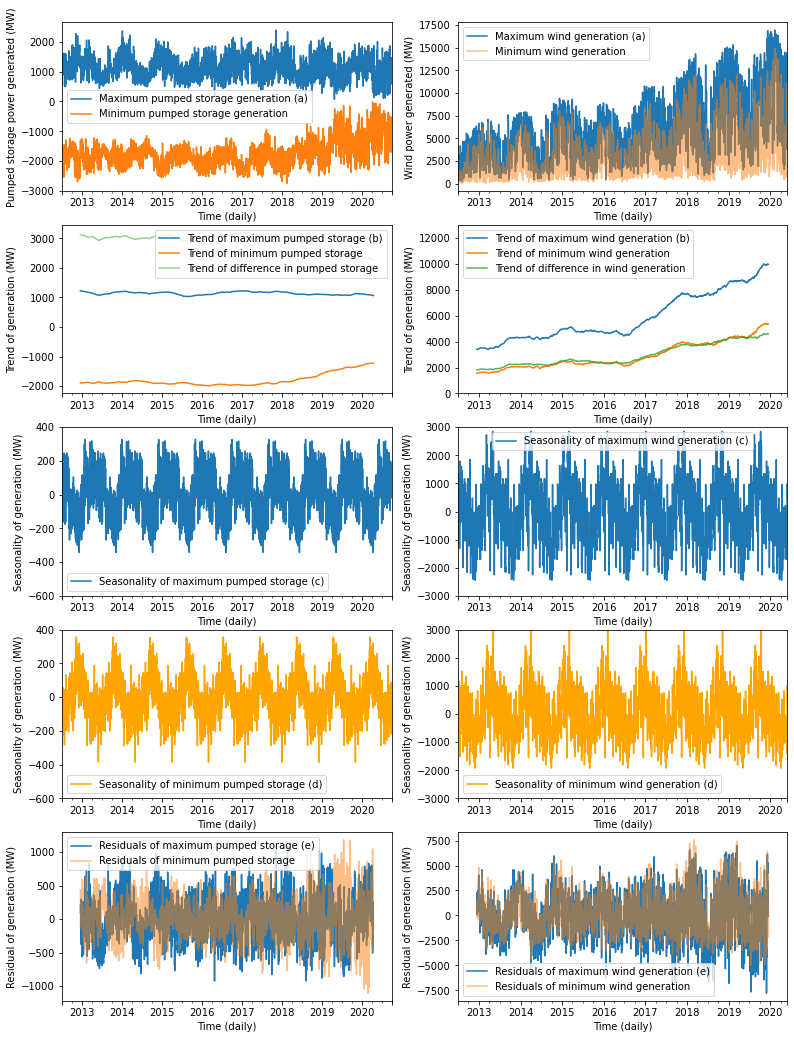 Pumped storage power generated (MW)
2000
1000
0
−1000
−2000
−3000
Maximum pumped storage generation (a)
Minimum pumped storage generation
2013 2014 2015 2016 2017 2018 2019 2020
Time (daily)
Wind power generated (MW)
17500
15000
12500
10000
7500
5000
2500
0
Maximum wind generation (a)
Minimum wind generation
2013 2014 2015 2016 2017 2018 2019 2020
Time (daily)
Trend of generation (MW)
3000
2000
1000
0
−1000
−2000
Trend of maximum pumped storage (b)
Trend of minimum pumped storage
Trend of difference in pumped storage
2013 2014 2015 2016 2017 2018 2019 2020
Time (daily)
Trend of generation (MW)
12000
10000
8000
6000
4000
2000
0
Trend of maximum wind generation (b)
Trend of minimum wind generation
Trend of difference in wind generation
2013 2014 2015 2016 2017 2018 2019 2020
Time (daily)
Seasonality of generation (MW)
400
200
0
−200
−400
−600
Seasonality of maximum pumped storage (c)
2013 2014 2015 2016 2017 2018 2019 2020
Time (daily)
Seasonality of generation (MW)
3000
2000
1000
0
−1000
−2000
−3000
Seasonality of maximum wind generation (c)
2013 2014 2015 2016 2017 2018 2019 2020
Time (daily)
Seasonality of generation (MW)
400
200
0
−200
−400
−600
Seasonality of minimum pumped storage (d)
2013 2014 2015 2016 2017 2018 2019 2020
Time (daily)
Seasonality of generation (MW)
3000
2000
1000
0
−1000
−2000
−3000
Seasonality of minimum wind generation (d)
2013 2014 2015 2016 2017 2018 2019 2020
Time (daily)
Residual of generation (MW)
1000
500
0
−500
−1000
Residuals of maximum pumped storage (e)
Residuals of minimum pumped storage
2013 2014 2015 2016 2017 2018 2019 2020
Time (daily)
Residual of generation (MW)
7500
5000
2500
0
−2500
−5000
−7500
Residuals of maximum wind generation (e)
Residuals of minimum wind generation
2013 2014 2015 2016 2017 2018 2019 2020
Time (daily)